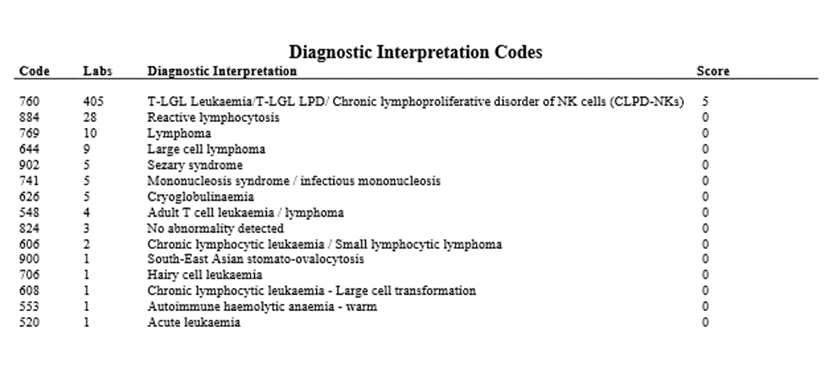 Diagnostic Interpretation Codes
Code Labs Diagnostic Interpretation Score
760 405 T-LGL Leukaemia/T-LGL LPD/ Chronic lymphoproliferative disorder of NK cells (CLPD-NKs) 5
884 28 Reactive lymphocytosis 0
769 10 Lymphoma 0
644 9 Large cell lymphoma 0
902 5 Sezary syndrome 0
741 5 Mononucleosis syndrome / infectious mononucleosis 0
626 5 Cryoglobulinaemia 0
548 4 Adult T cell leukaemia / lymphoma 0
824 3 No abnormality detected 0
606 2 Chronic lymphocytic leukaemia / Small lymphocytic lymphoma 0
900 1 South-East Asian stomato-ovalocytosis 0
706 1 Hairy cell leukaemia 0
608 1 Chronic lymphocytic leukaemia - Large cell transformation 0
553 1 Autoimmune haemolytic anaemia - warm 0
520 1 Acute leukaemia 0